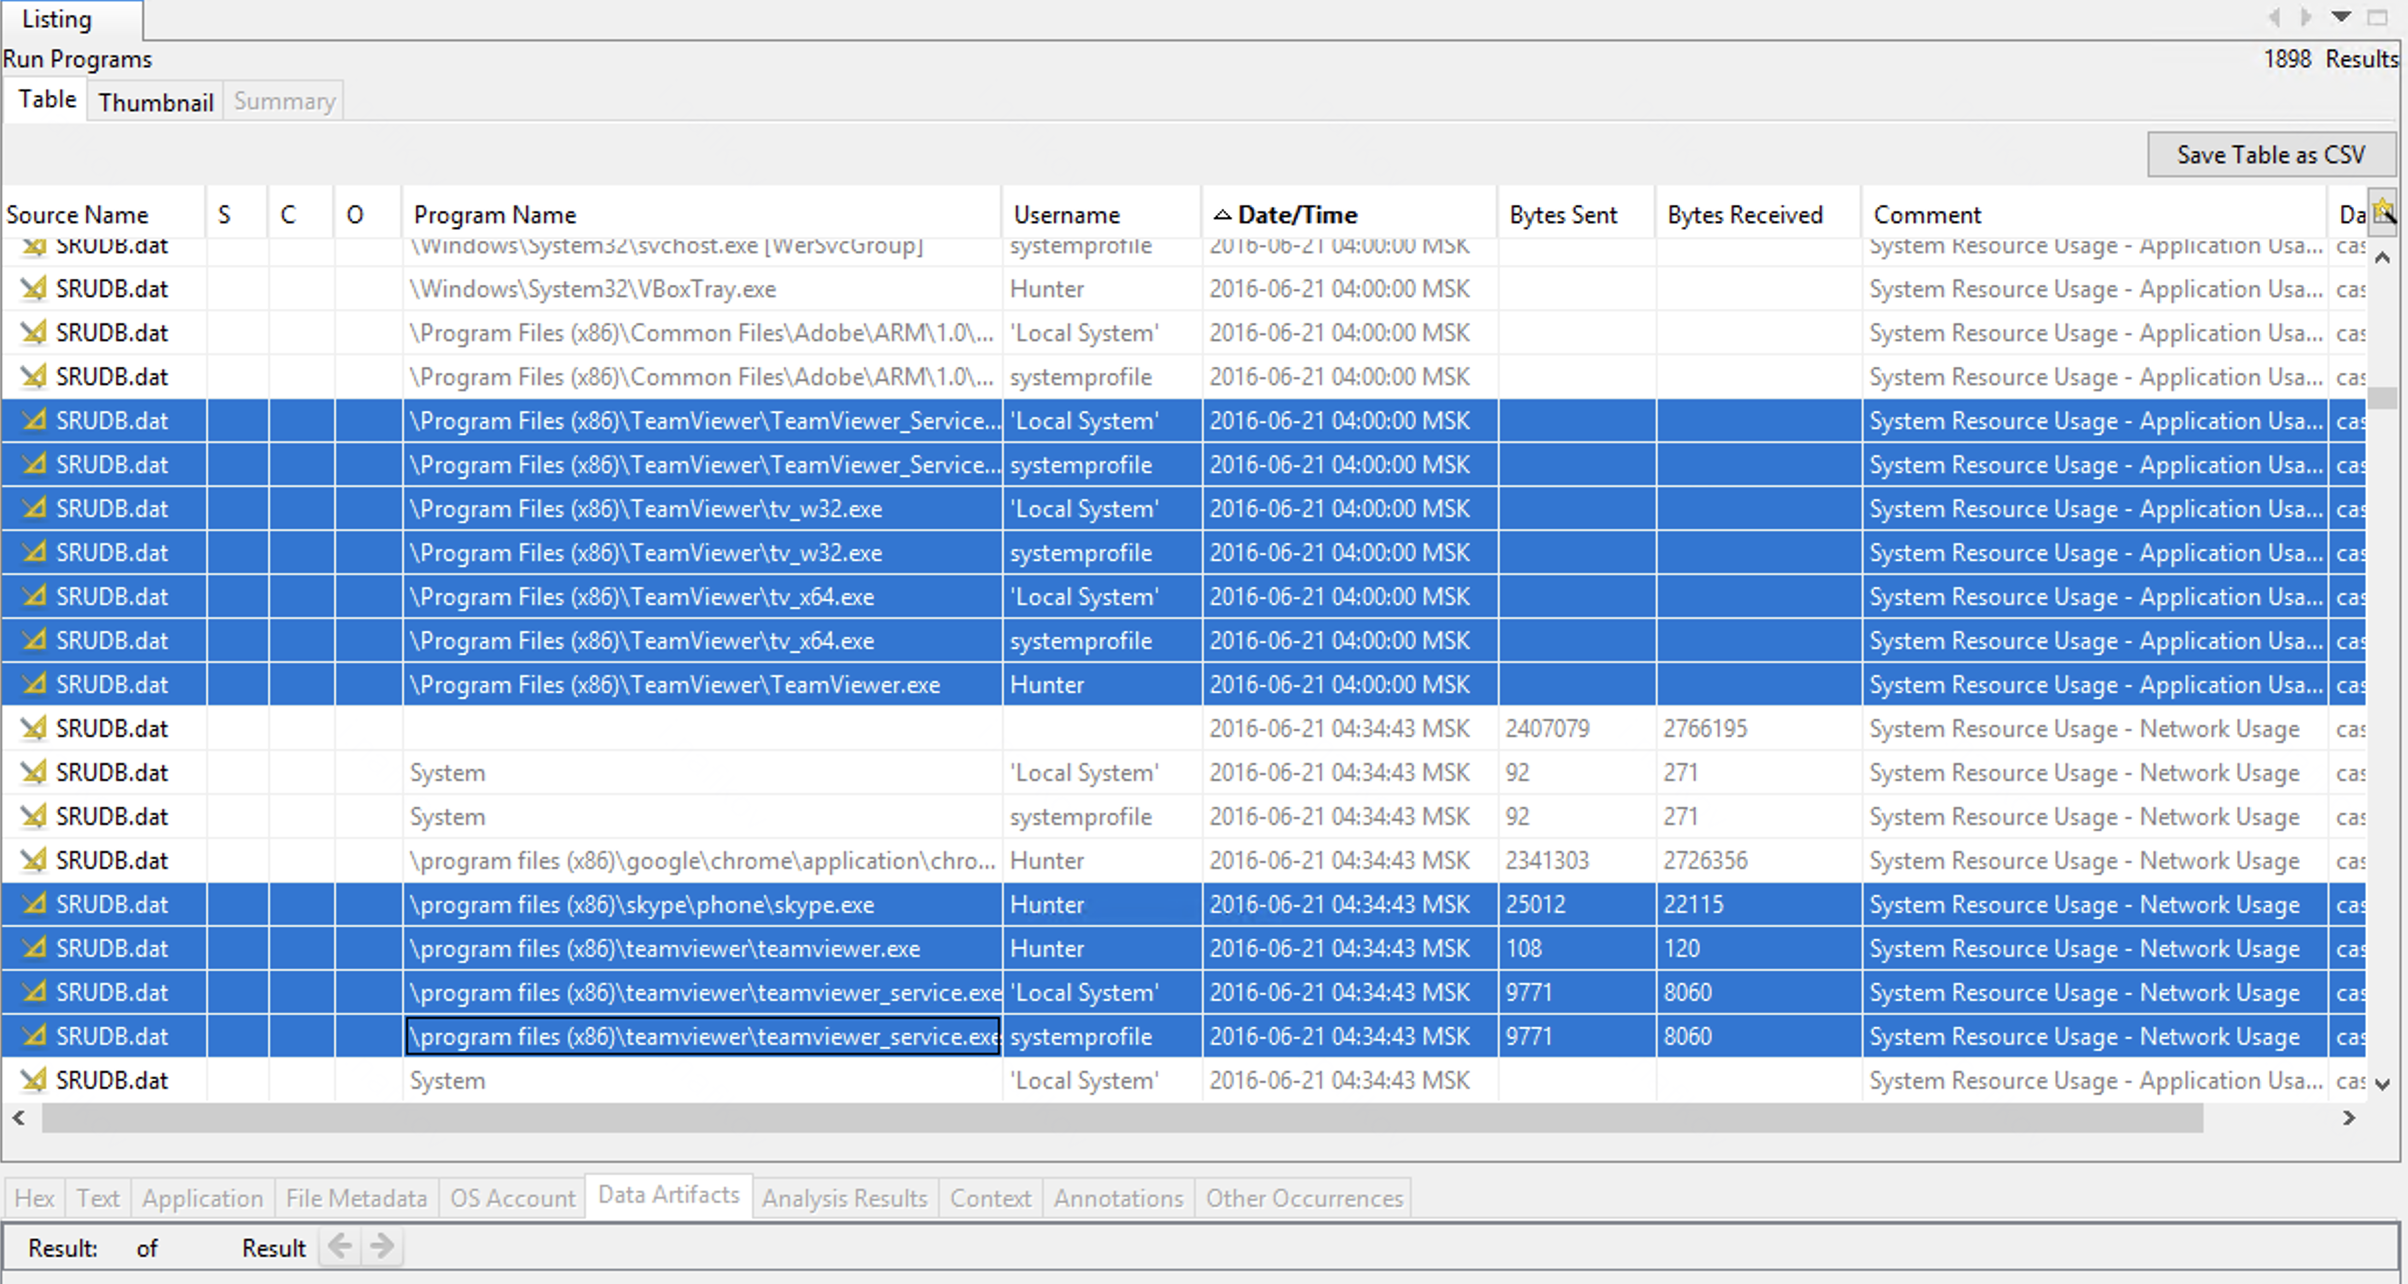 Listing
Run Programs 1898 Results
Table Thumbnail Summary
Save Table as CSV
Source Name S C O Program Name Username Date/Time Bytes Sent Bytes Received Comment Da
SRUDB.dat \Windows\System32\svchost.exe [WerSvcGroup] systemprofile 2016-06-21 04:00:00 MSK System Resource Usage - Application Usa... cas
SRUDB.dat \Windows\System32\VBoxTray.exe Hunter 2016-06-21 04:00:00 MSK System Resource Usage - Application Usa... cas
SRUDB.dat \Program Files (x86)\Common Files\Adobe\ARM\1.0\... 'Local System' 2016-06-21 04:00:00 MSK System Resource Usage - Application Usa... cas
SRUDB.dat \Program Files (x86)\Common Files\Adobe\ARM\1.0\... systemprofile 2016-06-21 04:00:00 MSK System Resource Usage - Application Usa... cas
SRUDB.dat \Program Files (x86)\TeamViewer\TeamViewer_Service... 'Local System' 2016-06-21 04:00:00 MSK System Resource Usage - Application Usa... cas
SRUDB.dat \Program Files (x86)\TeamViewer\TeamViewer_Service... systemprofile 2016-06-21 04:00:00 MSK System Resource Usage - Application Usa... cas
SRUDB.dat \Program Files (x86)\TeamViewer\tv_w32.exe 'Local System' 2016-06-21 04:00:00 MSK System Resource Usage - Application Usa... cas
SRUDB.dat \Program Files (x86)\TeamViewer\tv_w32.exe systemprofile 2016-06-21 04:00:00 MSK System Resource Usage - Application Usa... cas
SRUDB.dat \Program Files (x86)\TeamViewer\tv_x64.exe 'Local System' 2016-06-21 04:00:00 MSK System Resource Usage - Application Usa... cas
SRUDB.dat \Program Files (x86)\TeamViewer\tv_x64.exe systemprofile 2016-06-21 04:00:00 MSK System Resource Usage - Application Usa... cas
SRUDB.dat \Program Files (x86)\TeamViewer\TeamViewer.exe Hunter 2016-06-21 04:00:00 MSK System Resource Usage - Application Usa... cas
SRUDB.dat 2016-06-21 04:34:43 MSK 2407079 2766195 System Resource Usage - Network Usage cas
SRUDB.dat System 'Local System' 2016-06-21 04:34:43 MSK 92 271 System Resource Usage - Network Usage cas
SRUDB.dat System systemprofile 2016-06-21 04:34:43 MSK 92 271 System Resource Usage - Network Usage cas
SRUDB.dat \program files (x86)\google\chrome\application\chro... Hunter 2016-06-21 04:34:43 MSK 2341303 2726356 System Resource Usage - Network Usage cas
SRUDB.dat \program files (x86)\skype\phone\skype.exe Hunter 2016-06-21 04:34:43 MSK 25012 22115 System Resource Usage - Network Usage cas
SRUDB.dat \program files (x86)\teamviewer\teamviewer.exe Hunter 2016-06-21 04:34:43 MSK 108 120 System Resource Usage - Network Usage cas
SRUDB.dat \program files (x86)\teamviewer\teamviewer_service.exe 'Local System' 2016-06-21 04:34:43 MSK 9771 8060 System Resource Usage - Network Usage cas
SRUDB.dat \program files (x86)\teamviewer\teamviewer_service.exe systemprofile 2016-06-21 04:34:43 MSK 9771 8060 System Resource Usage - Network Usage cas
SRUDB.dat System 'Local System' 2016-06-21 04:34:43 MSK System Resource Usage - Application Usa... cas
Hex Text Application File Metadata OS Account Data Artifacts Analysis Results Context Annotations Other Occurrences
Result: of Result